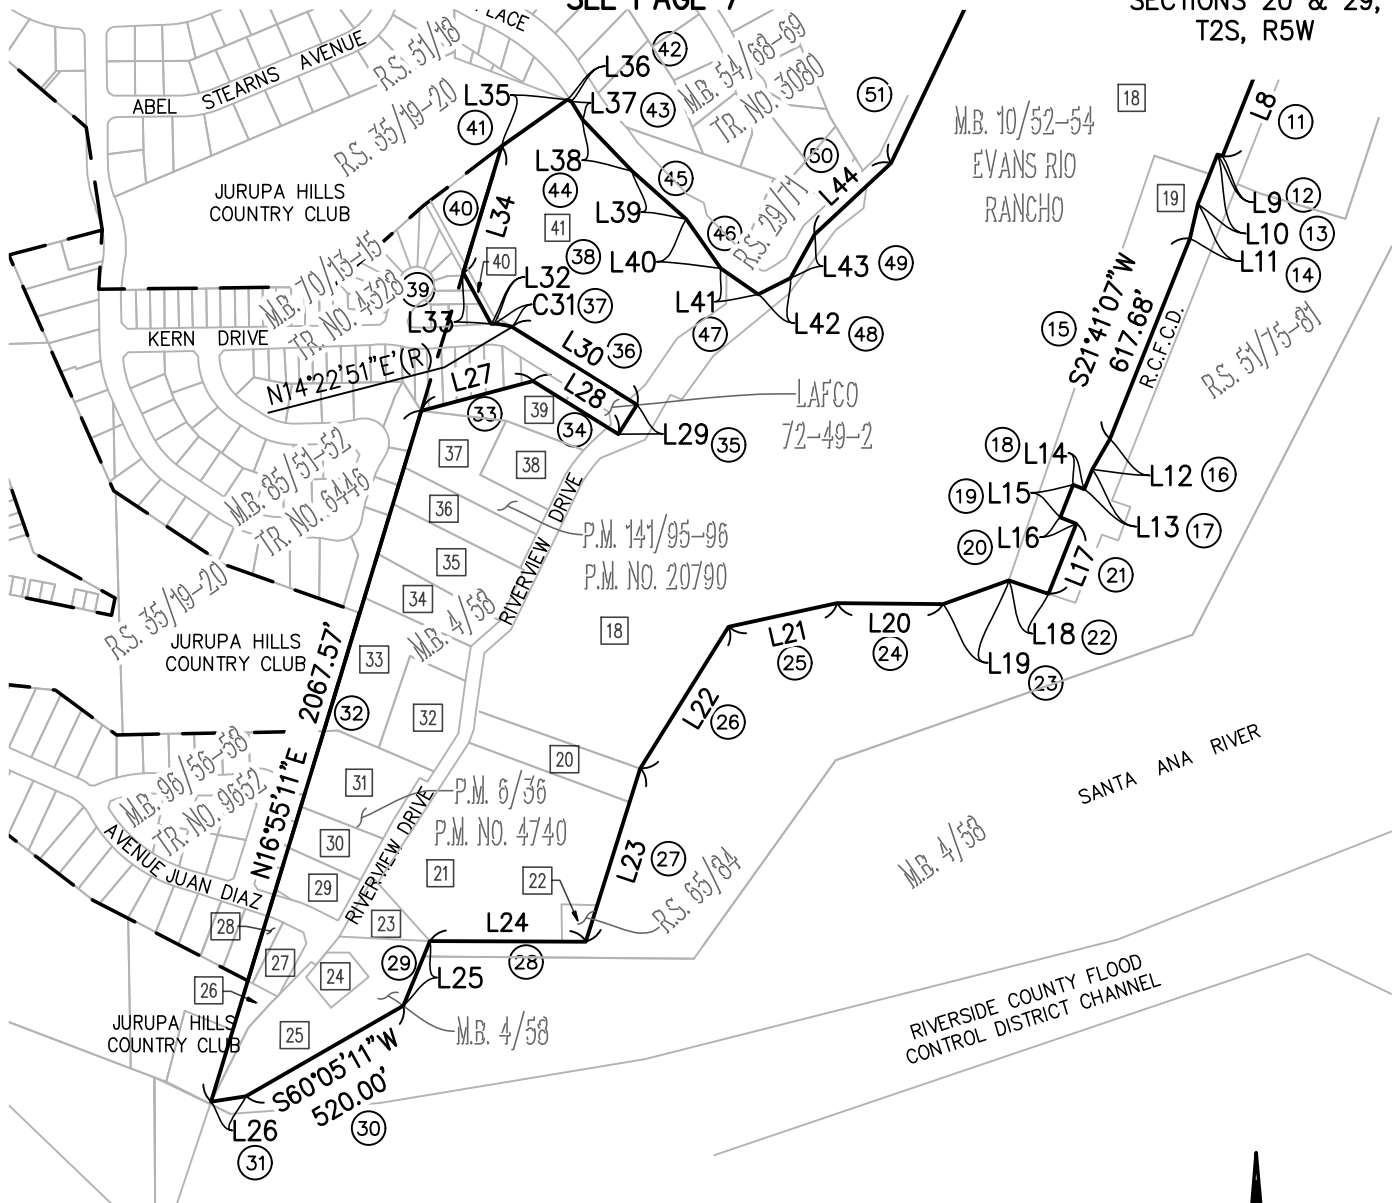 SEE PAGE 7
SECTIONS 20 & 29,
T2S, R5W
PLACE
ABEL STEARNS AVENUE
R.S. 51/18
R.S. 35/19-20
L36
42
M.B. 54/68-69
TR. NO. 3080
L35
41
L37
43
51
M.B. 10/52-54
EVANS RIO
RANCHO
18
L8
11
JURUPA HILLS
COUNTRY CLUB
L38
44
45
50
L44
R.S. 29/71
19
L9
12
L10
13
L11
14
40
L34
41
38
L39
46
L40
L43
49
M.B. 70/13-15
TR. NO. 4328
39
40
L32
C31
37
L33
L41
47
L42
48
KERN DRIVE
N14°22'51"E'(R)
L30
36
L27
33
L28
39
34
L29
35
LAFCO
72-49-2
15
S21°41'07"W
617.68'
R.C.F.C.D.
R.S. 51/75-81
M.B. 85/51-52
TR. NO. 6446
37
38
36
35
34
RIVERVIEW DRIVE
P.M. 141/95-96
P.M. NO. 20790
18
L14
19
L15
20
L16
L12
16
L13
17
L17
21
R.S. 35/19-20
M.B. 4/58
JURUPA HILLS
COUNTRY CLUB
33
18
L21
25
L20
24
L18
22
L19
23
N16°55'11"E 2067.57'
32
32
L22
26
SANTA ANA RIVER
M.B. 96/56-58
TR. NO. 9652
31
P.M. 6/36
P.M. NO. 4740
20
30
RIVERVIEW DRIVE
AVENUE JUAN DIAZ
29
21
22
L23
27
R.S. 65/84
M.B. 4/58
28
23
L24
28
27
24
29
L25
26
JURUPA HILLS
COUNTRY CLUB
25
M.B. 4/58
RIVERSIDE COUNTY FLOOD
CONTROL DISTRICT CHANNEL
S60°05'11"W
520.00'
30
L26
31